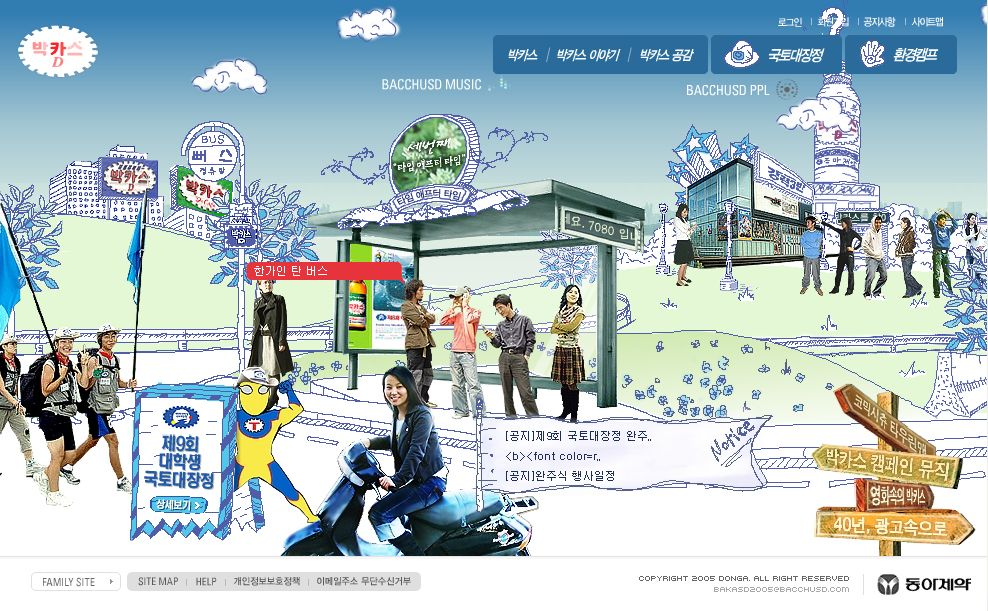 박카스
D
로그인
회원가입
공지사항
사이트맵
박카스
박카스 이야기
박카스 공감
국토대장정
환경캠프
BACCHUSD MUSIC
BACCHUSD PPL
BUS
버스
정류장
박카스
D
박카스
세번째
"타임 애프터 타임"
타임 애프터 타임
요. 7080 입니
한가인 탄 버스
T
제9회
대학생
국토대장정
상세보기
Notice
[공지]제9회 국토대장정 완주..
<b><font color=r..
[공지]완주식 행사일정
박카스 캠페인 뮤직
영화속의 박카스
40년, 광고속으로
FAMILY SITE
SITE MAP
HELP
개인정보보호정책
이메일주소 무단수신거부
COPYRIGHT 2005 DONGA. ALL RIGHT RESERVED
BAKASD2005@BACCHUSD.COM
동아제약